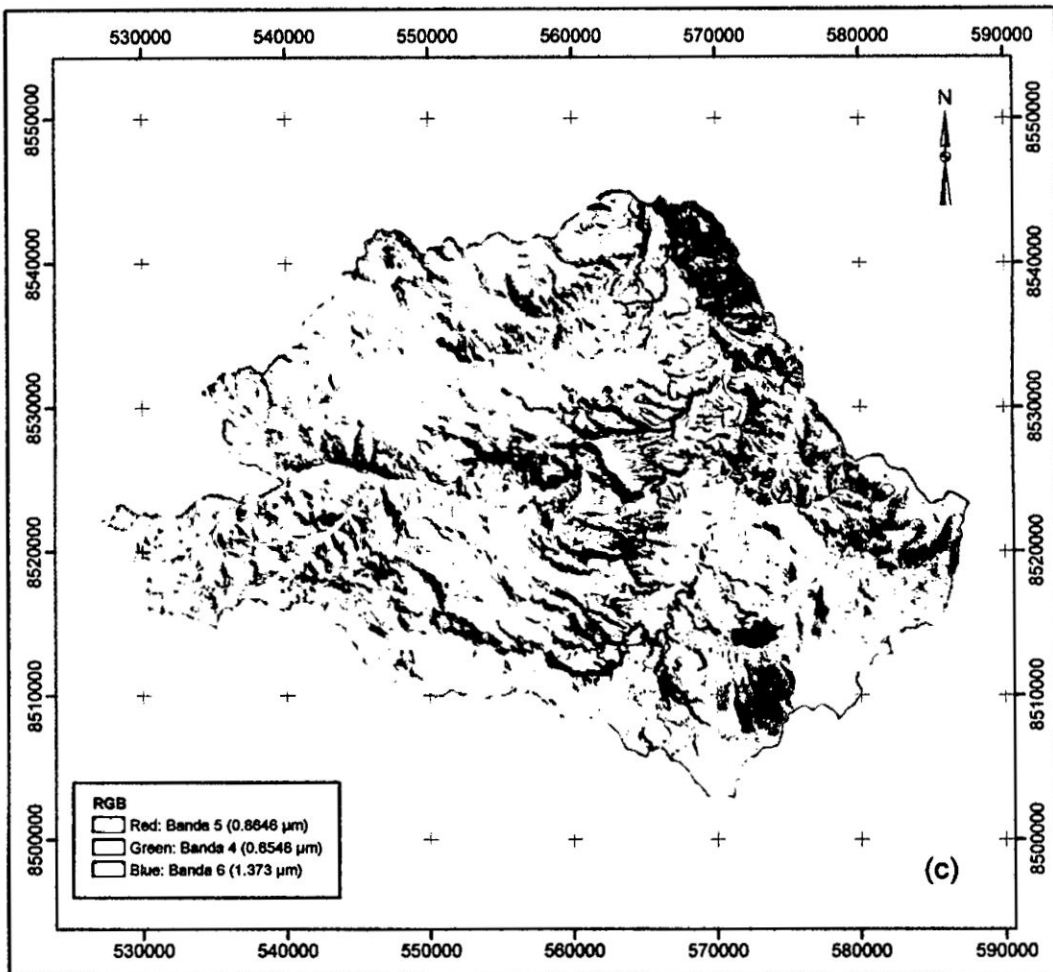 530000 540000 550000 560000 570000 580000 590000
N
8550000 8550000
8540000 8540000
8530000 8530000
8520000 8520000
8510000 8510000
8500000 8500000
RGB
Red: Banda 5 (0.8646 µm)
Green: Banda 4 (0.6546 µm)
Blue: Banda 6 (1.373 µm)
(c)
530000 540000 550000 560000 570000 580000 590000